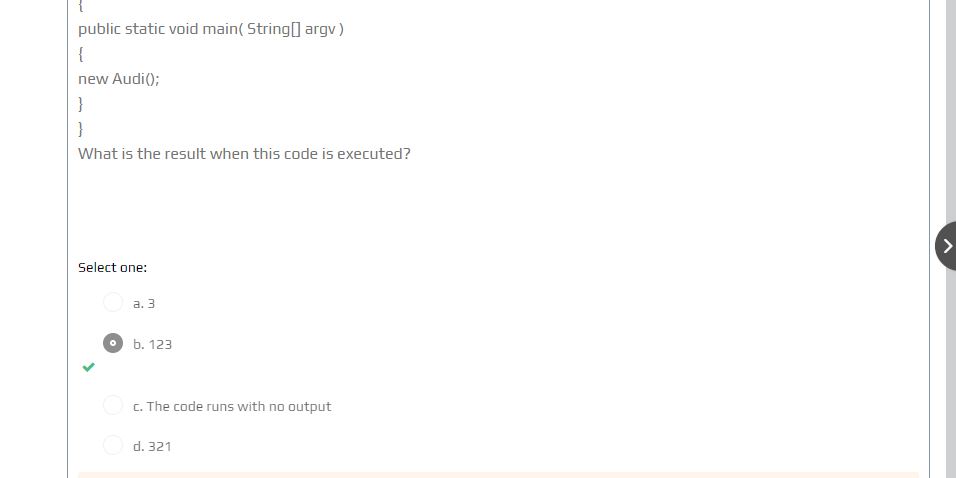 {
public static void main( String[] argv )
{
new Audi();
}
}
What is the result when this code is executed?
Select one:
a. 3
b. 123
c. The code runs with no output
d. 321